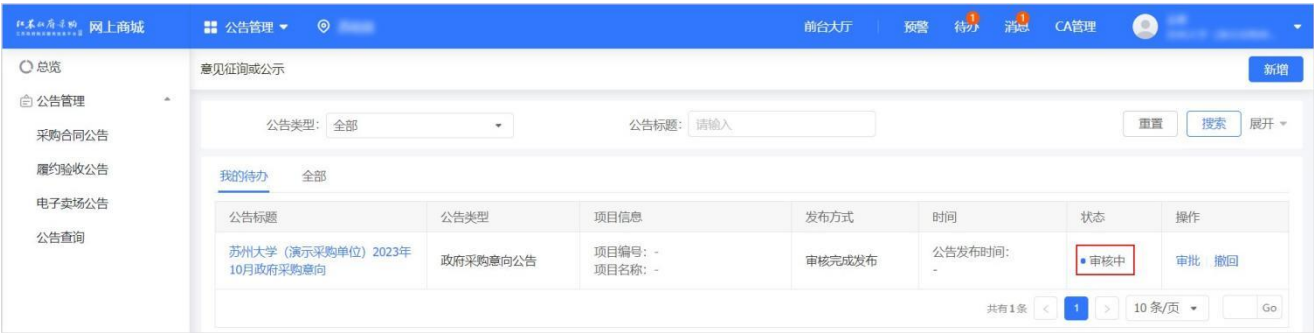 江苏政府采购 网上商城
公告管理
前台大厅 预警 待办 1 消息 1 CA管理
总览
公告管理
采购合同公告
履约验收公告
电子卖场公告
公告查询
意见征询或公示
新增
公告类型: 全部 公告标题: 请输入 重置 搜索 展开
我的待办 全部
公告标题 公告类型 项目信息 发布方式 时间 状态 操作
苏州大学（演示采购单位）2023年
10月政府采购意向
政府采购意向公告
项目编号: -
项目名称: -
审核完成发布
公告发布时间:
-
审核中
审批 撤回
共有1条 < 1 > 10 条/页 Go